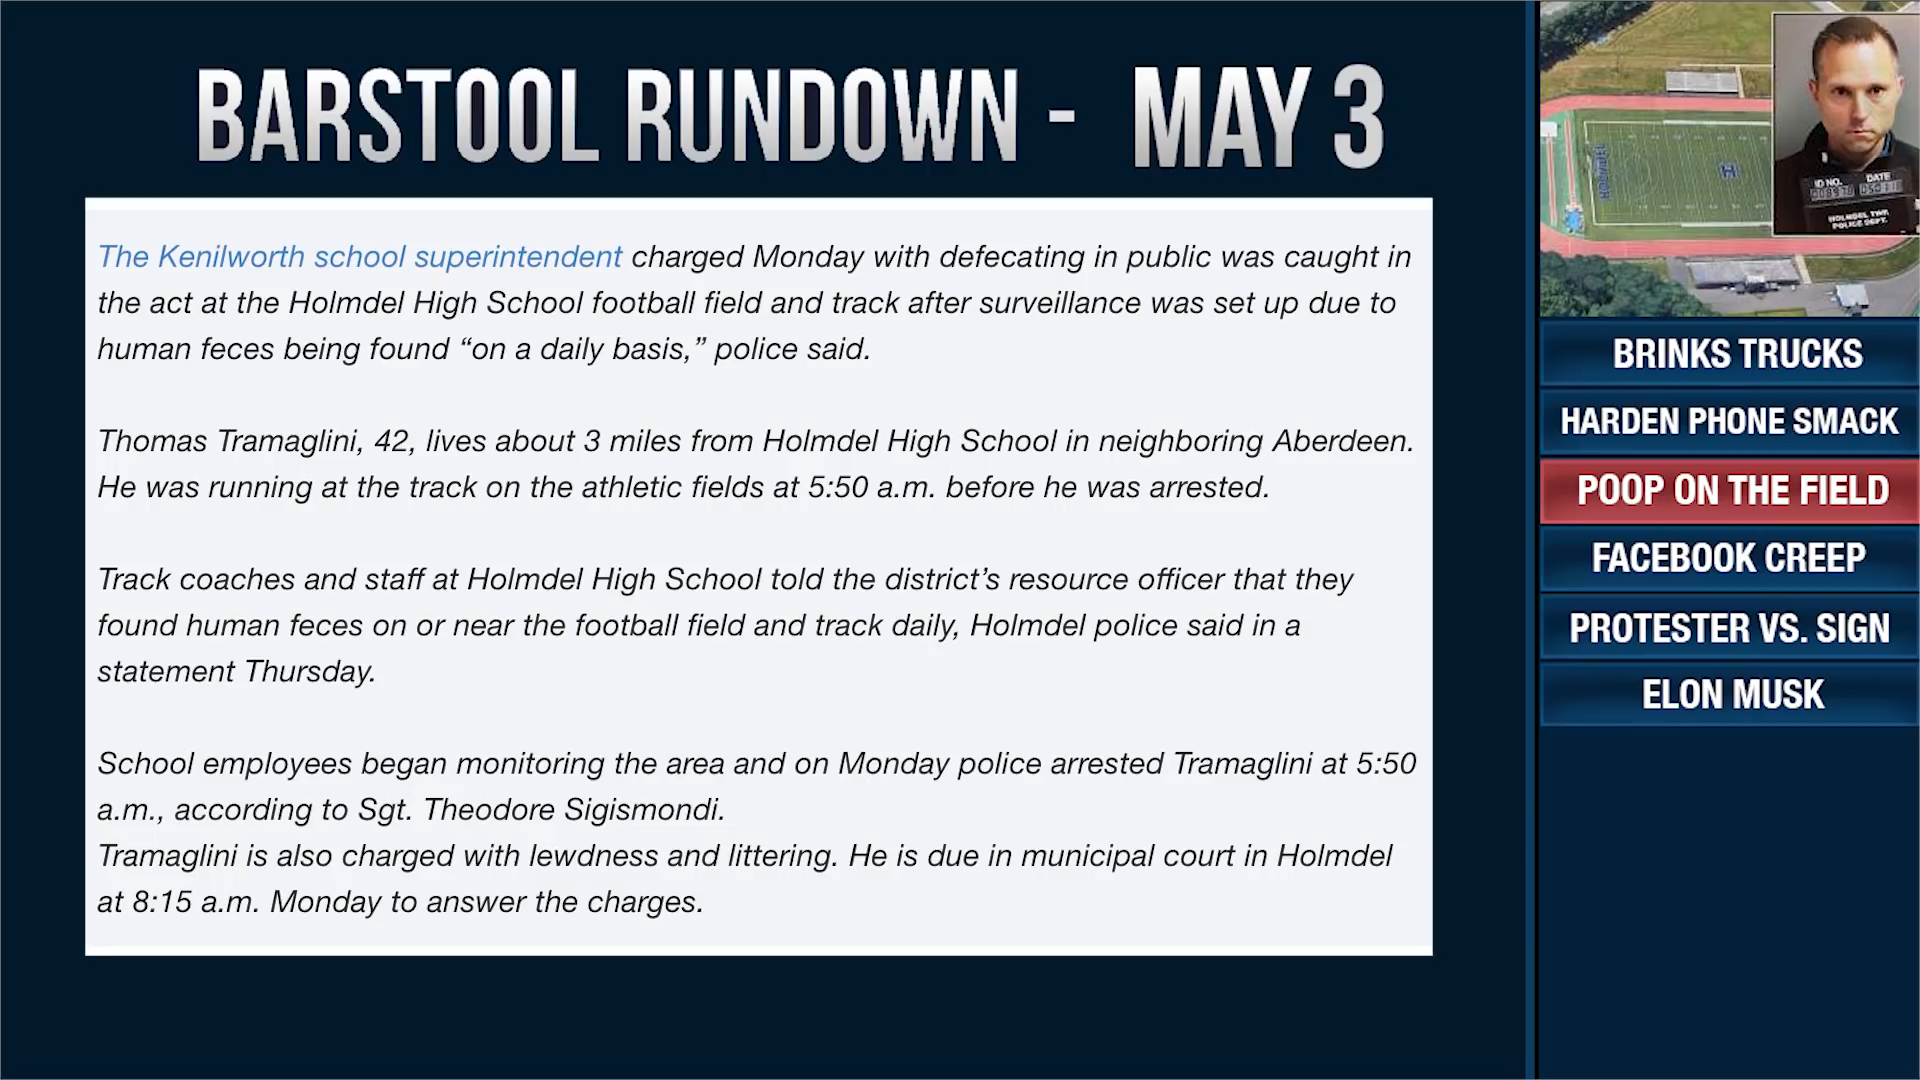 BARSTOOL RUNDOWN - MAY 3
The Kenilworth school superintendent charged Monday with defecating in public was caught in
the act at the Holmdel High School football field and track after surveillance was set up due to
human feces being found “on a daily basis,” police said.
Thomas Tramaglini, 42, lives about 3 miles from Holmdel High School in neighboring Aberdeen.
He was running at the track on the athletic fields at 5:50 a.m. before he was arrested.
Track coaches and staff at Holmdel High School told the district’s resource officer that they
found human feces on or near the football field and track daily, Holmdel police said in a
statement Thursday.
School employees began monitoring the area and on Monday police arrested Tramaglini at 5:50
a.m., according to Sgt. Theodore Sigismondi.
Tramaglini is also charged with lewdness and littering. He is due in municipal court in Holmdel
at 8:15 a.m. Monday to answer the charges.
HOLMDEL
H
ID NO. DATE
HOLMDEL TWP.
POLICE DEPT.
BRINKS TRUCKS
HARDEN PHONE SMACK
POOP ON THE FIELD
FACEBOOK CREEP
PROTESTER VS. SIGN
ELON MUSK